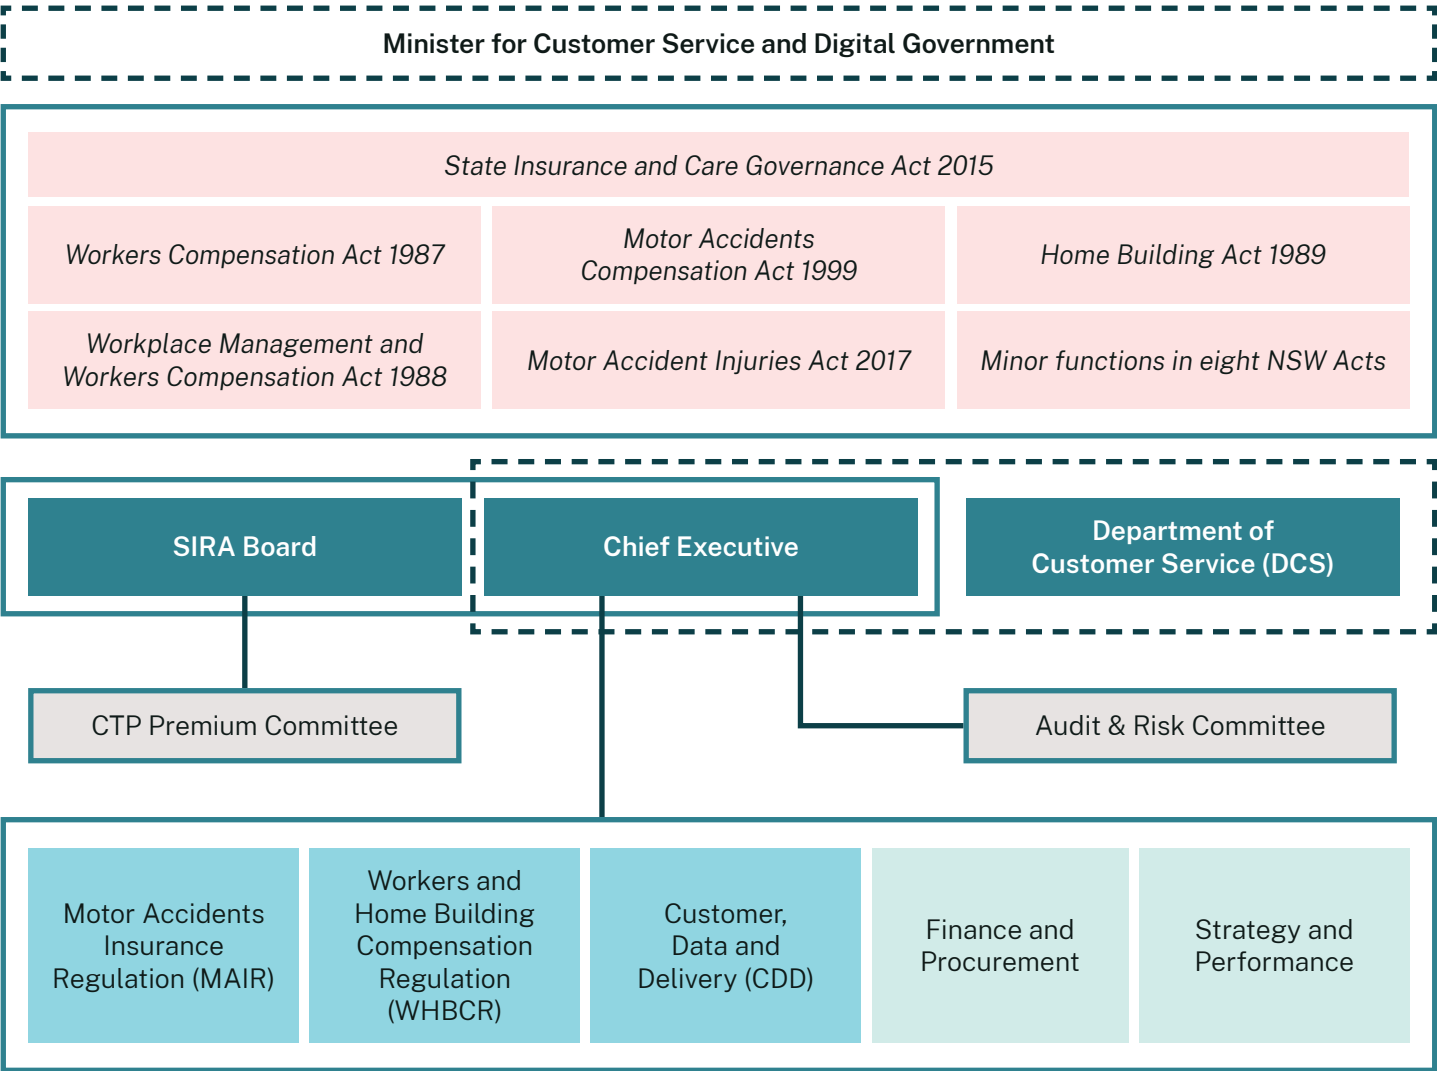 Minister for Customer Service and Digital Government
State Insurance and Care Governance Act 2015
Workers Compensation Act 1987
Motor Accidents
Compensation Act 1999
Home Building Act 1989
Workplace Management and
Workers Compensation Act 1988
Motor Accident Injuries Act 2017
Minor functions in eight NSW Acts
SIRA Board
Chief Executive
Department of
Customer Service (DCS)
CTP Premium Committee
Audit & Risk Committee
Motor Accidents
Insurance
Regulation (MAIR)
Workers and
Home Building
Compensation
Regulation
(WHBCR)
Customer,
Data and
Delivery (CDD)
Finance and
Procurement
Strategy and
Performance